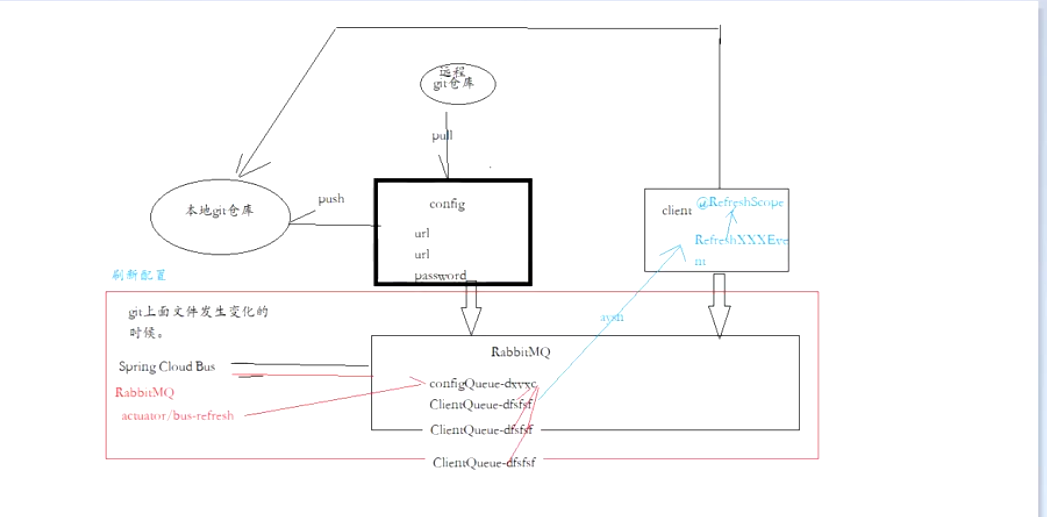 远程
git仓库
pull
本地git仓库
push
config
url
url
password
client
@RefreshScope
RefreshXXXEve
nt
刷新配置
git上面文件发生变化的
时候。
aysn
Spring Cloud Bus
RabbitMQ
actuator/bus-refresh
RabbitMQ
configQueue-dxvxc
ClientQueue-dfsfsf
ClientQueue-dfsfsf
ClientQueue-dfsfsf